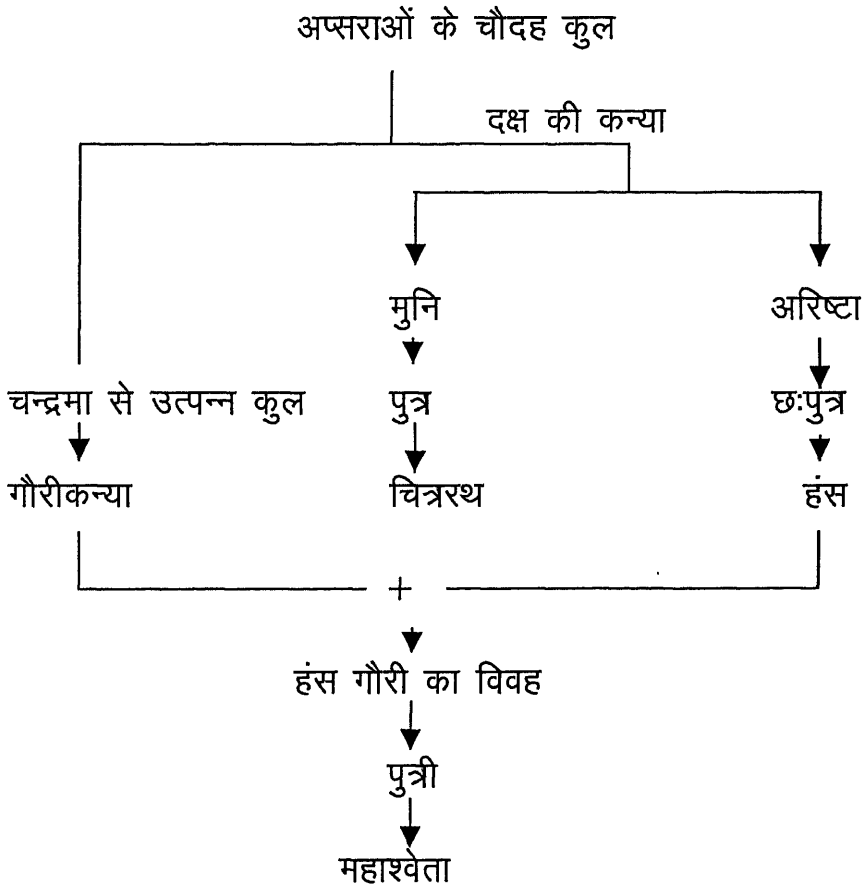 अप्सराओं के चौदह कुल
दक्ष की कन्या
मुनि अरिष्टा
चन्द्रमा से उत्पन्न कुल पुत्र छःपुत्र
गौरीकन्या चित्ररथ हंस
+
हंस गौरी का विवह
पुत्री
महाश्वेता